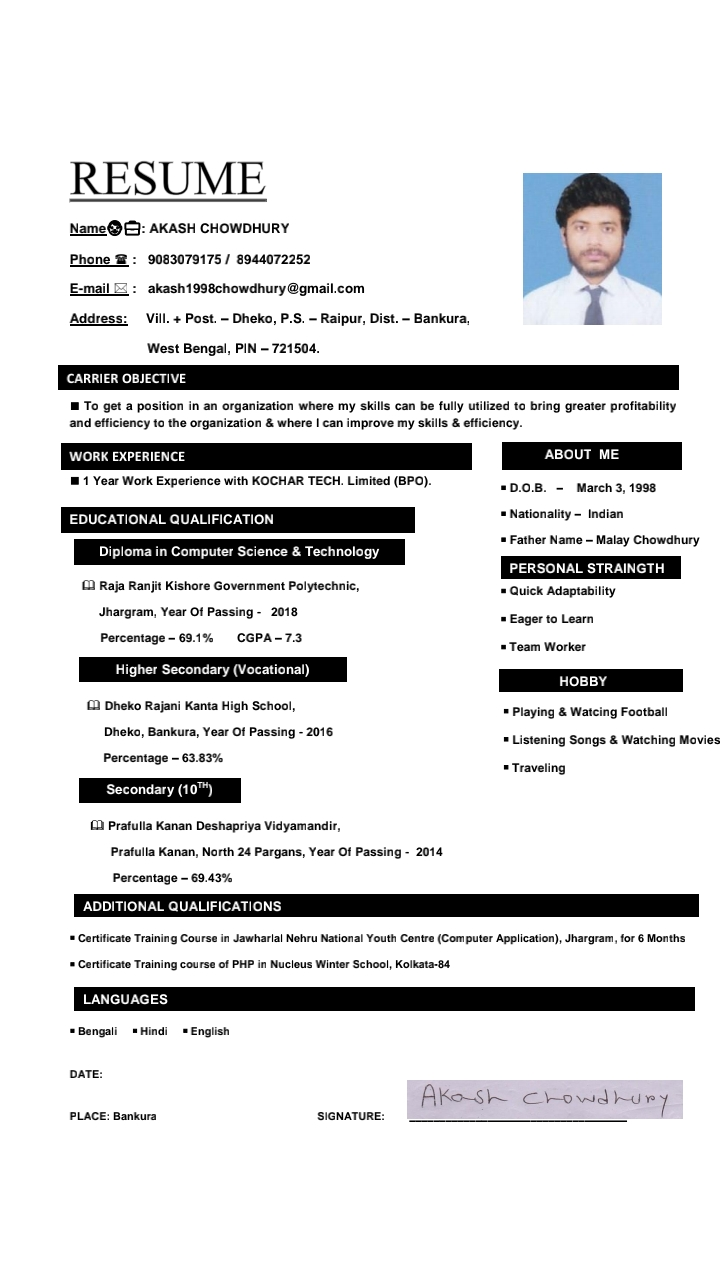 RESUME
Name: AKASH CHOWDHURY
Phone ☎ : 9083079175 / 8944072252
E-mail ✉ : akash1998chowdhury@gmail.com
Address: Vill. + Post. – Dheko, P.S. – Raipur, Dist. – Bankura,
West Bengal, PIN – 721504.
CARRIER OBJECTIVE
■ To get a position in an organization where my skills can be fully utilized to bring greater profitability
and efficiency to the organization & where I can improve my skills & efficiency.
WORK EXPERIENCE
■ 1 Year Work Experience with KOCHAR TECH. Limited (BPO).
EDUCATIONAL QUALIFICATION
Diploma in Computer Science & Technology
Raja Ranjit Kishore Government Polytechnic,
Jhargram, Year Of Passing - 2018
Percentage – 69.1% CGPA – 7.3
Higher Secondary (Vocational)
Dheko Rajani Kanta High School,
Dheko, Bankura, Year Of Passing - 2016
Percentage – 63.83%
Secondary (10TH)
Prafulla Kanan Deshapriya Vidyamandir,
Prafulla Kanan, North 24 Pargans, Year Of Passing - 2014
Percentage – 69.43%
ABOUT ME
▪ D.O.B. – March 3, 1998
▪ Nationality – Indian
▪ Father Name – Malay Chowdhury
PERSONAL STRAINGTH
▪ Quick Adaptability
▪ Eager to Learn
▪ Team Worker
HOBBY
▪ Playing & Watcing Football
▪ Listening Songs & Watching Movies
▪ Traveling
ADDITIONAL QUALIFICATIONS
▪ Certificate Training Course in Jawharlal Nehru National Youth Centre (Computer Application), Jhargram, for 6 Months
▪ Certificate Training course of PHP in Nucleus Winter School, Kolkata-84
LANGUAGES
▪ Bengali ▪ Hindi ▪ English
DATE:
PLACE: Bankura SIGNATURE: Akash Chowdhury